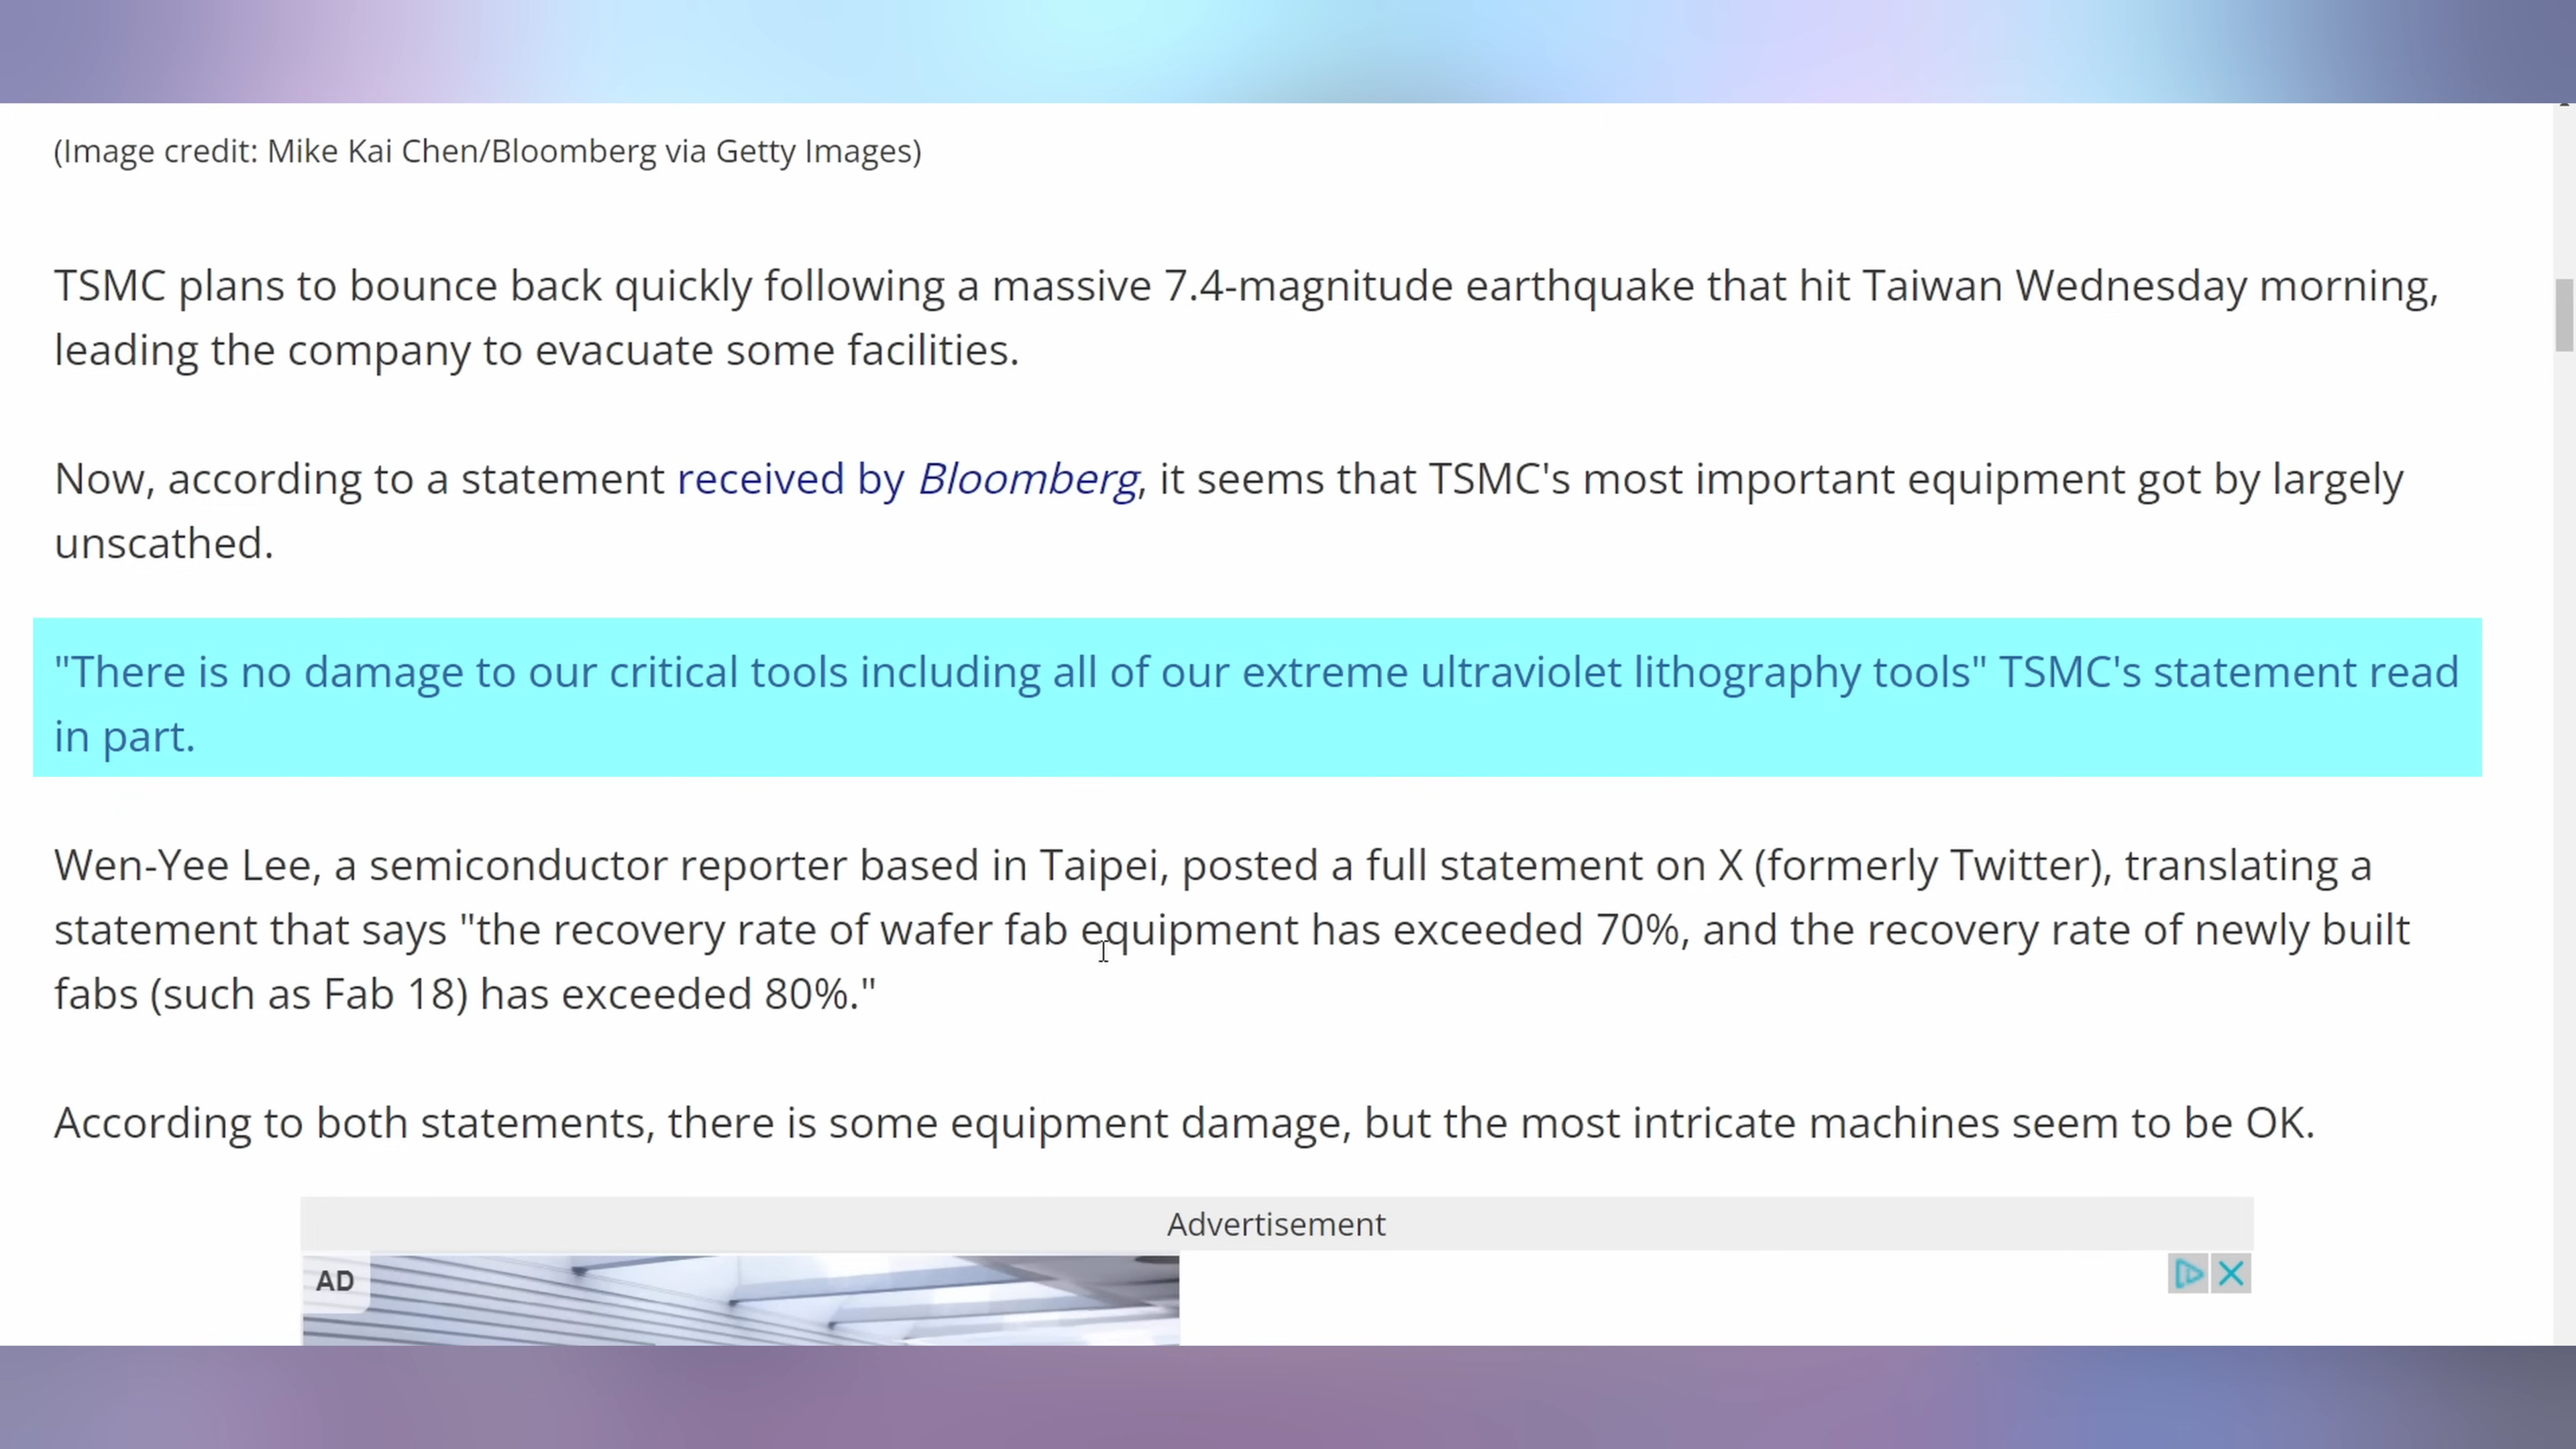 (Image credit: Mike Kai Chen/Bloomberg via Getty Images)
TSMC plans to bounce back quickly following a massive 7.4-magnitude earthquake that hit Taiwan Wednesday morning,
leading the company to evacuate some facilities.
Now, according to a statement received by Bloomberg, it seems that TSMC's most important equipment got by largely
unscathed.
"There is no damage to our critical tools including all of our extreme ultraviolet lithography tools" TSMC's statement read
in part.
Wen-Yee Lee, a semiconductor reporter based in Taipei, posted a full statement on X (formerly Twitter), translating a
statement that says "the recovery rate of wafer fab equipment has exceeded 70%, and the recovery rate of newly built
fabs (such as Fab 18) has exceeded 80%."
According to both statements, there is some equipment damage, but the most intricate machines seem to be OK.
Advertisement
AD